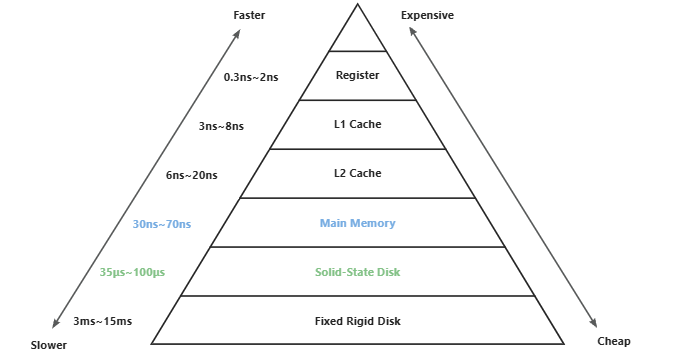 Faster
Expensive
0.3ns~2ns
Register
3ns~8ns
L1 Cache
6ns~20ns
L2 Cache
30ns~70ns
Main Memory
35μs~100μs
Solid-State Disk
3ms~15ms
Fixed Rigid Disk
Slower
Cheap